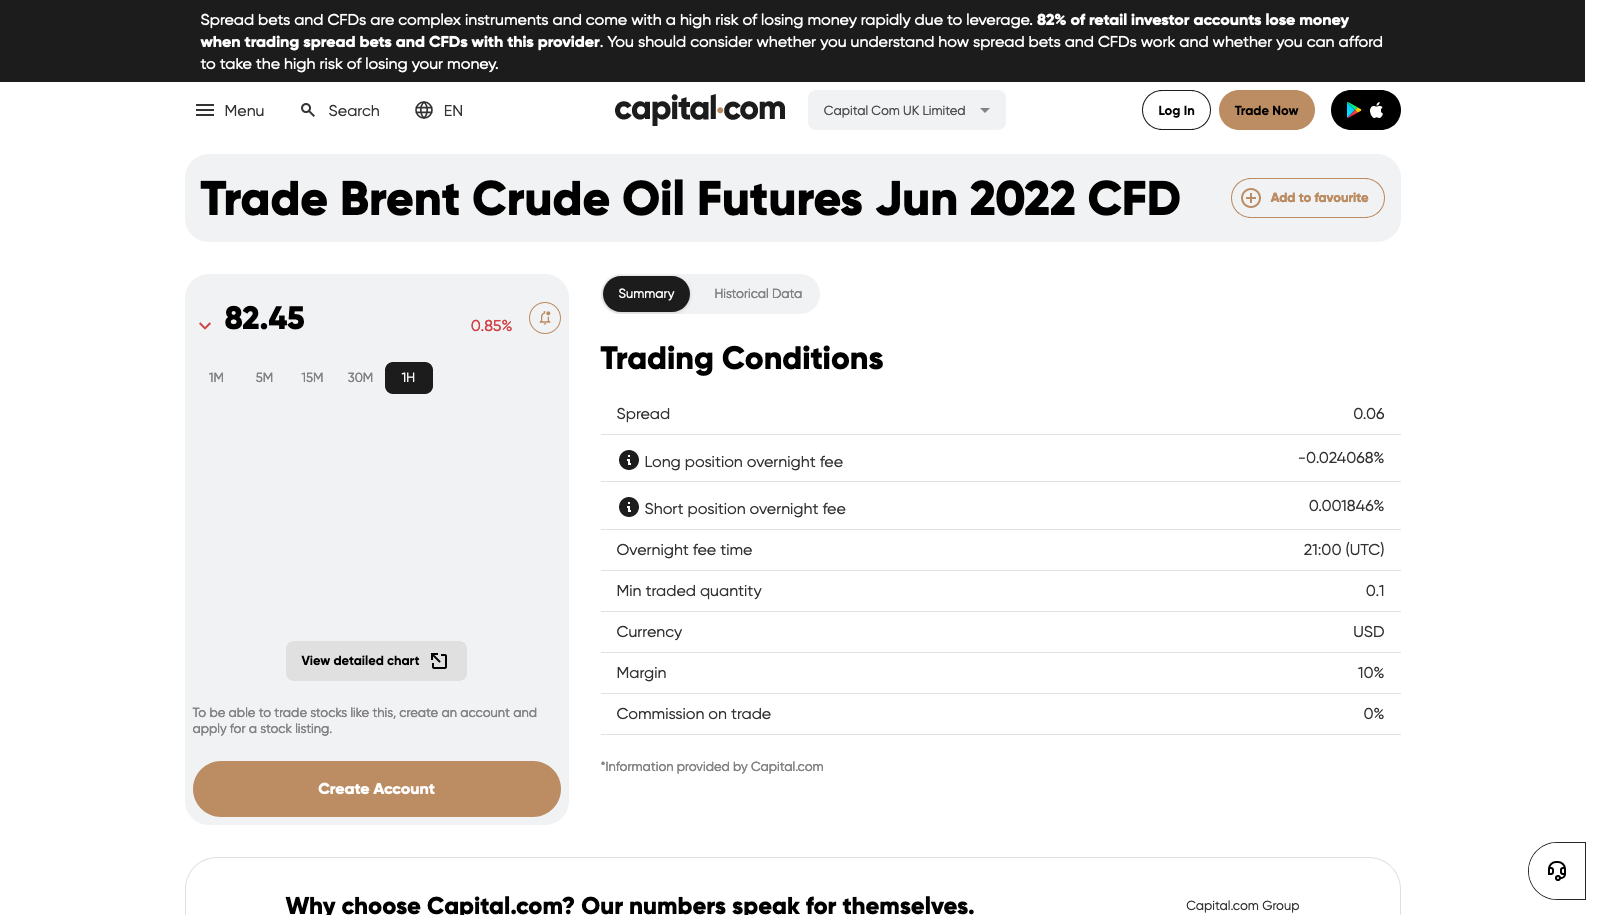 Spread bets and CFDs are complex instruments and come with a high risk of losing money rapidly due to leverage. 82% of retail investor accounts lose money
when trading spread bets and CFDs with this provider. You should consider whether you understand how spread bets and CFDs work and whether you can afford
to take the high risk of losing your money.
Menu Search EN capital.com Capital Com UK Limited Log In Trade Now
Trade Brent Crude Oil Futures Jun 2022 CFD Add to favourite
82.45 0.85%
1M 5M 15M 30M 1H
View detailed chart
To be able to trade stocks like this, create an account and
apply for a stock listing.
Create Account
Summary Historical Data
Trading Conditions
Spread 0.06
Long position overnight fee -0.024068%
Short position overnight fee 0.001846%
Overnight fee time 21:00 (UTC)
Min traded quantity 0.1
Currency USD
Margin 10%
Commission on trade 0%
*Information provided by Capital.com
Why choose Capital.com? Our numbers speak for themselves.
Capital.com Group